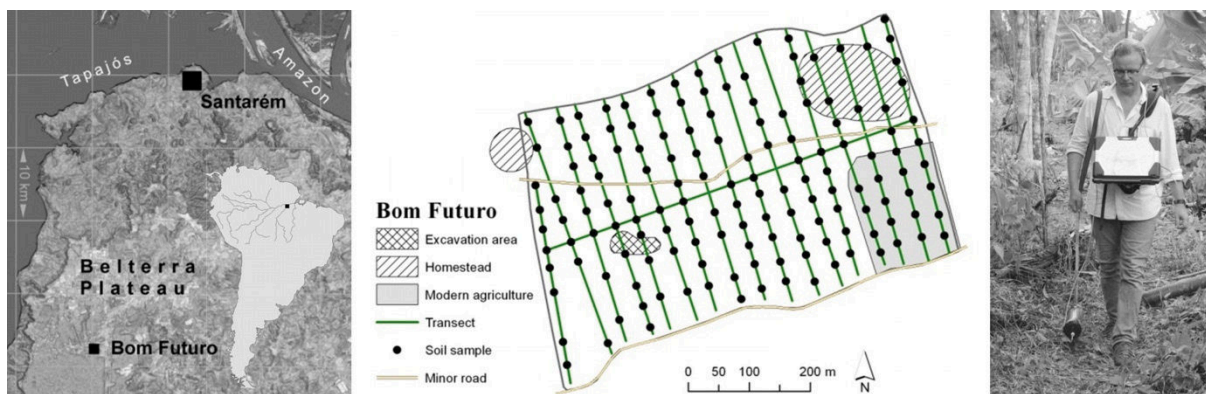 Tapajós
Amazon
Santarém
10 km
Belterra
Plateau
Bom Futuro
Bom Futuro
Excavation area
Homestead
Modern agriculture
Transect
Soil sample
Minor road
0 50 100 200 m
N